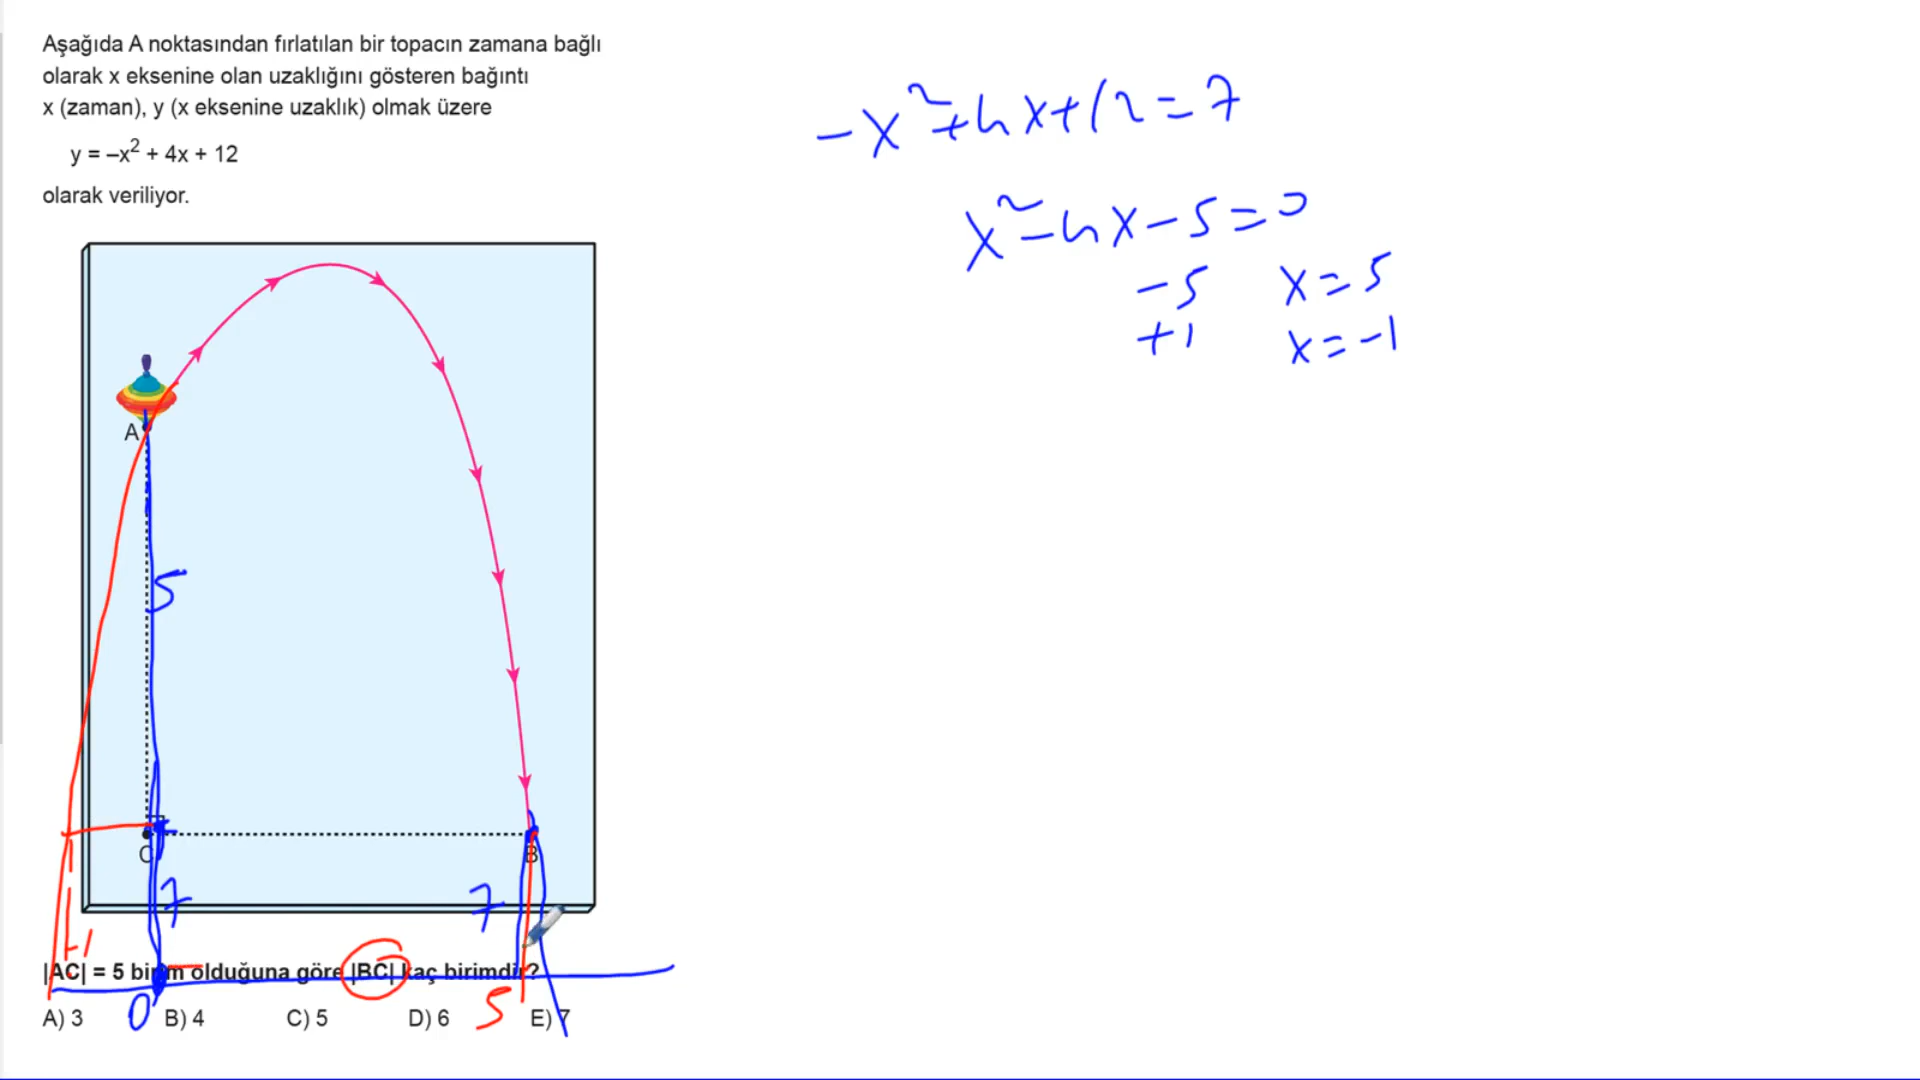 Aşağıda A noktasından fırlatılan bir topacın zamana bağlı
olarak x eksenine olan uzaklığını gösteren bağıntı
x (zaman), y (x eksenine uzaklık) olmak üzere
y = –x² + 4x + 12
olarak veriliyor.
A
5
C
B
7
7
-1
|AC| = 5 birim olduğuna göre |BC| kaç birimdir?
0
5
A) 3 B) 4 C) 5 D) 6 E) 7
-x²+4x+12=7
x²-4x-5=0
-5 x=5
+1 x=-1